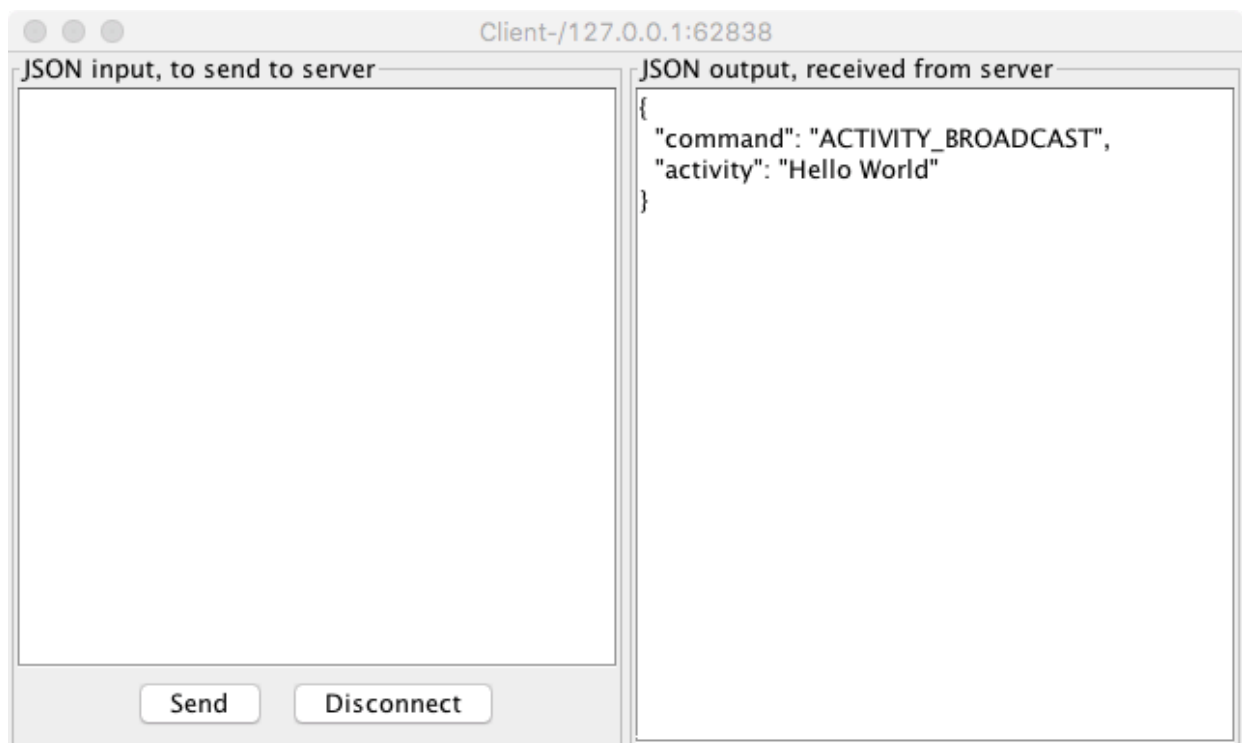 Client-/127.0.0.1:62838
JSON input, to send to server
JSON output, received from server
{
"command": "ACTIVITY_BROADCAST",
"activity": "Hello World"
}
Send
Disconnect